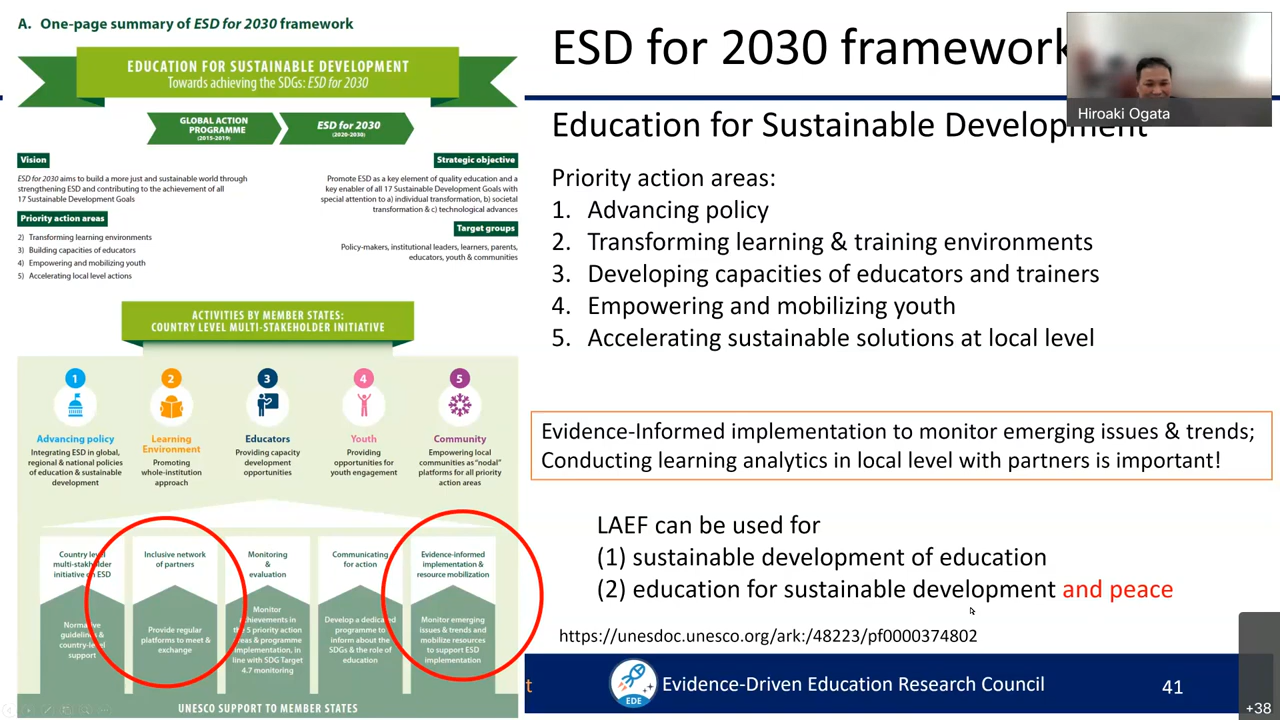 A. One-page summary of ESD for 2030 framework
EDUCATION FOR SUSTAINABLE DEVELOPMENT
Towards achieving the SDGs: ESD for 2030
GLOBAL ACTION
PROGRAMME
(2015-2019)
ESD for 2030
(2020-2030)
Vision
ESD for 2030 aims to build a more just and sustainable world through
strengthening ESD and contributing to the achievement of all
17 Sustainable Development Goals
Priority action areas
2) Transforming learning environments
3) Building capacities of educators
4) Empowering and mobilizing youth
5) Accelerating local level actions
Strategic objective
Promote ESD as a key element of quality education and a
key enabler of all 17 Sustainable Development Goals with
special attention to a) individual transformation, b) societal
transformation & c) technological advances
Target groups
Policy-makers, institutional leaders, learners, parents,
educators, youth & communities
ACTIVITIES BY MEMBER STATES:
COUNTRY LEVEL MULTI-STAKEHOLDER INITIATIVE
1
Advancing policy
Integrating ESD in global,
regional & national policies
of education & sustainable
development
2
Learning
Environment
Promoting
whole-institution
approach
3
Educators
Providing capacity
development
opportunities
4
Youth
Providing
opportunities for
youth engagement
5
Community
Empowering local
communities as "nodal"
platforms for all priority
action areas
Country level
multi-stakholder
initiative on ESD
Normative
guidelines &
country-level
support
Inclusive network
of partners
Provide regular
platforms to meet &
exchange
Monitoring
&
evaluation
Monitor
achievements in
the 5 priority action
areas & programme
implementation, in
line with SDG Target
4.7 monitoring
Communicating
for action
Develop a dedicated
programme to
inform about the
SDGs & the role of
education
Evidence-informed
implementation &
resource mobilization
Monitor emerging
issues & trends and
mobilize resources
to support ESD
implementation
UNESCO SUPPORT TO MEMBER STATES
ESD for 2030 framework
Hiroaki Ogata
Education for Sustainable Development
Priority action areas:
1. Advancing policy
2. Transforming learning & training environments
3. Developing capacities of educators and trainers
4. Empowering and mobilizing youth
5. Accelerating sustainable solutions at local level
Evidence-Informed implementation to monitor emerging issues & trends;
Conducting learning analytics in local level with partners is important!
LAEF can be used for
(1) sustainable development of education
(2) education for sustainable development and peace
https://unesdoc.unesco.org/ark:/48223/pf0000374802
t
EDE
Evidence-Driven Education Research Council
41
+38